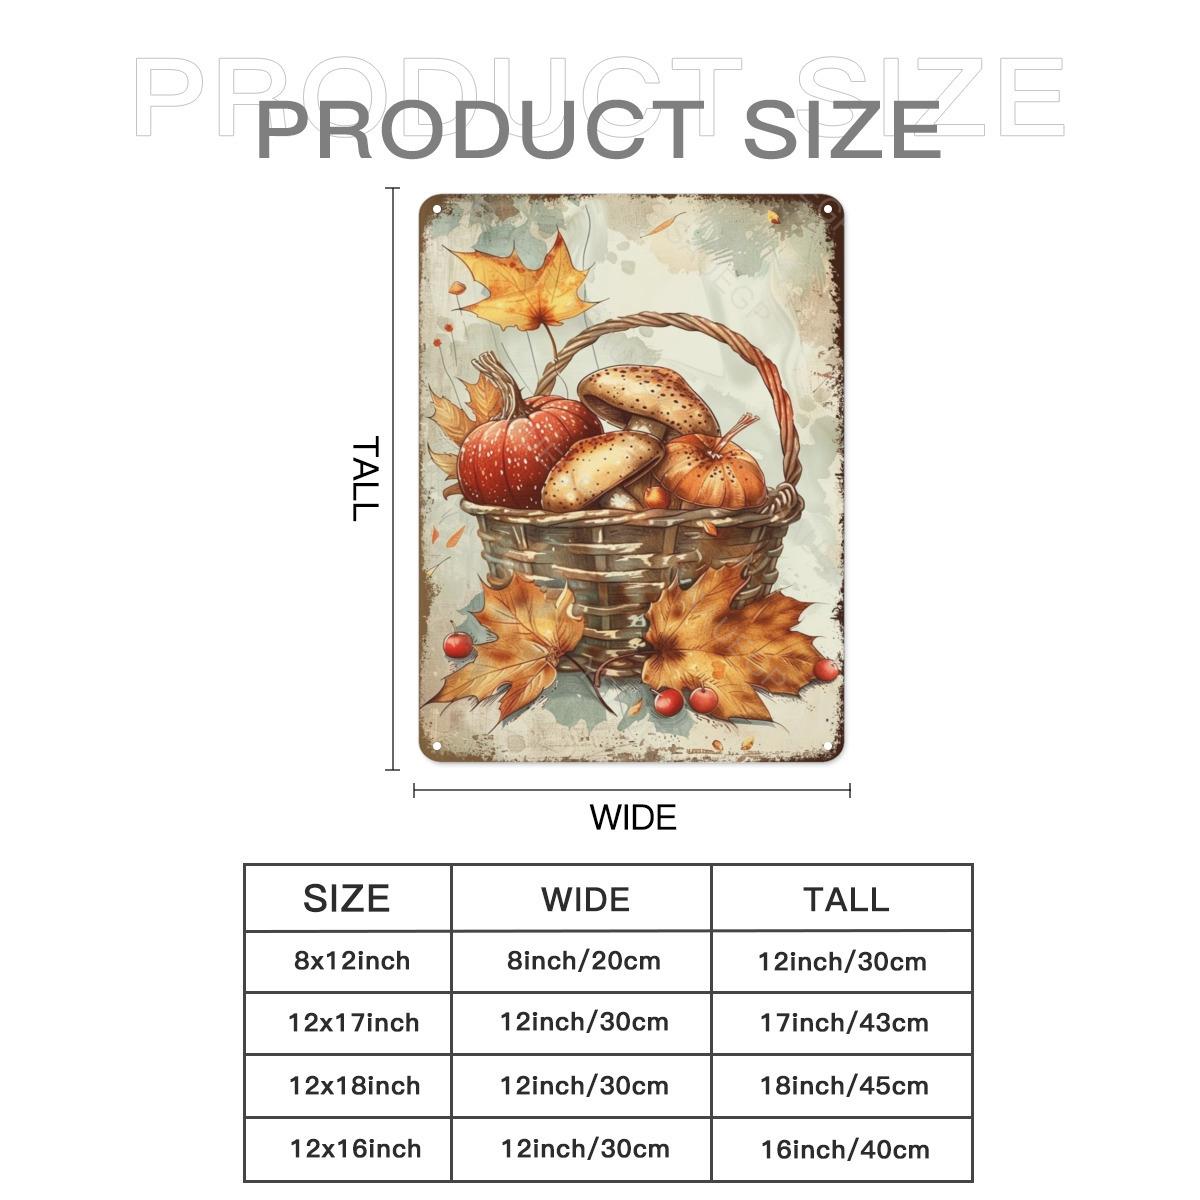 PRODUCT SIZE
PRODUCT SIZE
TALL
WIDE
SIZE WIDE TALL
8x12inch 8inch/20cm 12inch/30cm
12x17inch 12inch/30cm 17inch/43cm
12x18inch 12inch/30cm 18inch/45cm
12x16inch 12inch/30cm 16inch/40cm